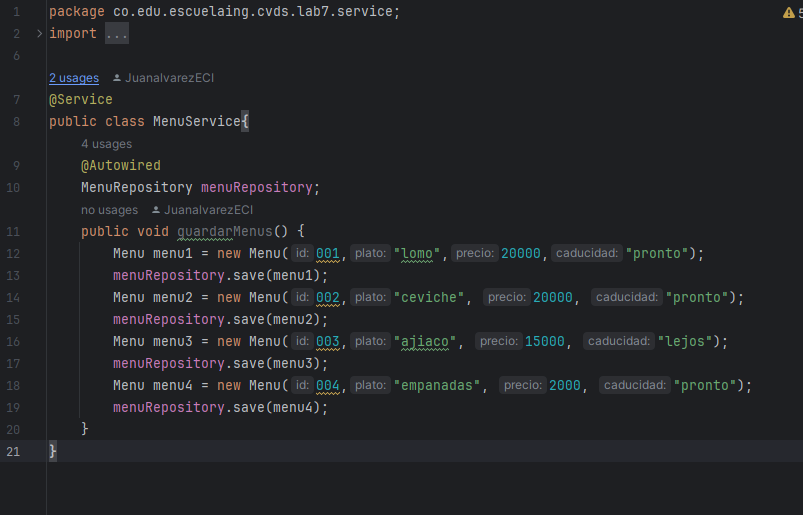 1 package co.edu.escuelaing.cvds.lab7.service;
2 import ...
6
2 usages JuanalvarezECI
7 @Service
8 public class MenuService{
4 usages
9 @Autowired
10 MenuRepository menuRepository;
no usages JuanalvarezECI
11 public void guardarMenus() {
12 Menu menu1 = new Menu( id: 001, plato: "lomo", precio: 20000, caducidad: "pronto");
13 menuRepository.save(menu1);
14 Menu menu2 = new Menu( id: 002, plato: "ceviche", precio: 20000, caducidad: "pronto");
15 menuRepository.save(menu2);
16 Menu menu3 = new Menu( id: 003, plato: "ajiaco", precio: 15000, caducidad: "lejos");
17 menuRepository.save(menu3);
18 Menu menu4 = new Menu( id: 004, plato: "empanadas", precio: 2000, caducidad: "pronto");
19 menuRepository.save(menu4);
20 }
21 }